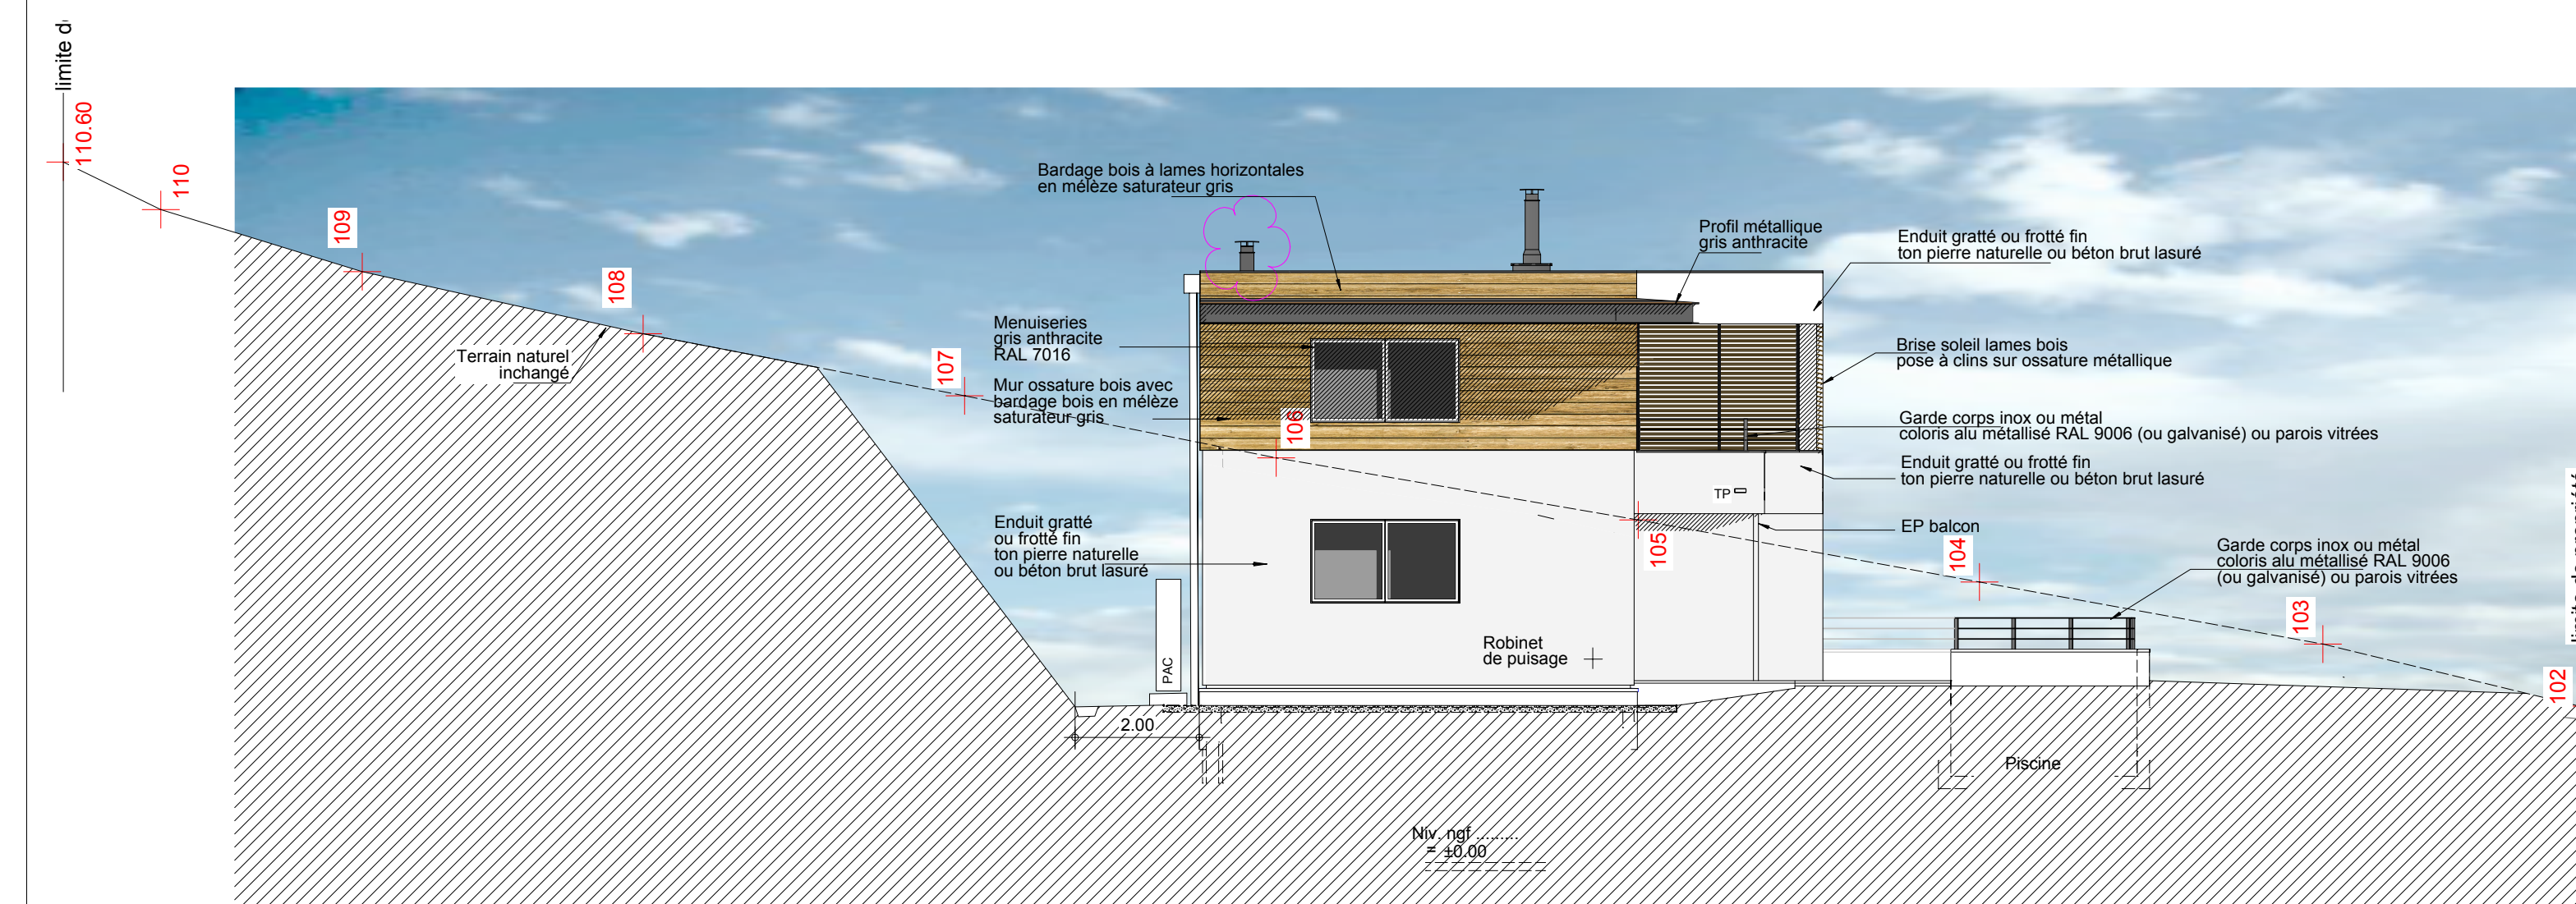 limite d
110.60
110
109
108
Terrain naturel
inchangé
107
Bardage bois à lames horizontales
en mélèze saturateur gris
Menuiseries
gris anthracite
RAL 7016
Mur ossature bois avec
bardage bois en mélèze
saturateur gris
106
Enduit gratté
ou frotté fin
ton pierre naturelle
ou béton brut lasuré
PAC
2.00
Profil métallique
gris anthracite
Enduit gratté ou frotté fin
ton pierre naturelle ou béton brut lasuré
Brise soleil lames bois
pose à clins sur ossature métallique
Garde corps inox ou métal
coloris alu métallisé RAL 9006 (ou galvanisé) ou parois vitrées
Enduit gratté ou frotté fin
ton pierre naturelle ou béton brut lasuré
TP
EP balcon
105
104
Garde corps inox ou métal
coloris alu métallisé RAL 9006
(ou galvanisé) ou parois vitrées
103
102
Robinet
de puisage
Piscine
Niv. ngf .........
= ±0.00